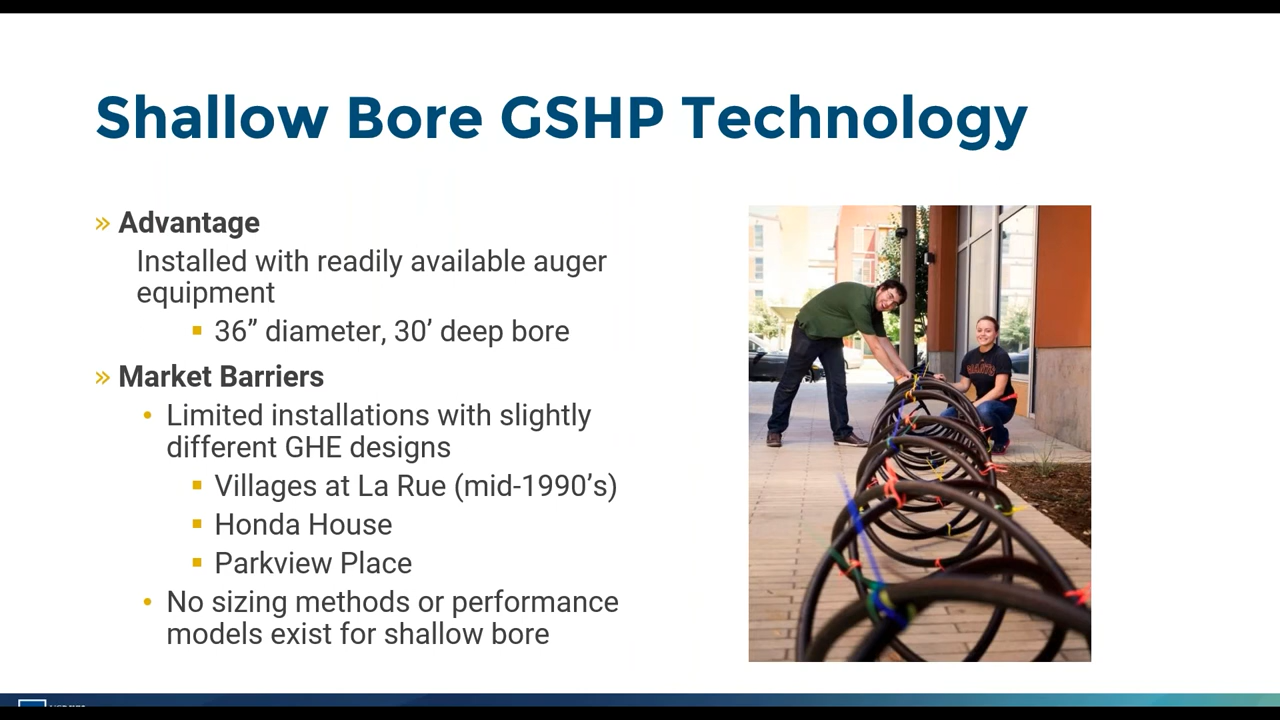 Shallow Bore GSHP Technology
» Advantage
Installed with readily available auger
equipment
▪ 36” diameter, 30’ deep bore
» Market Barriers
• Limited installations with slightly
different GHE designs
▪ Villages at La Rue (mid-1990’s)
▪ Honda House
▪ Parkview Place
• No sizing methods or performance
models exist for shallow bore